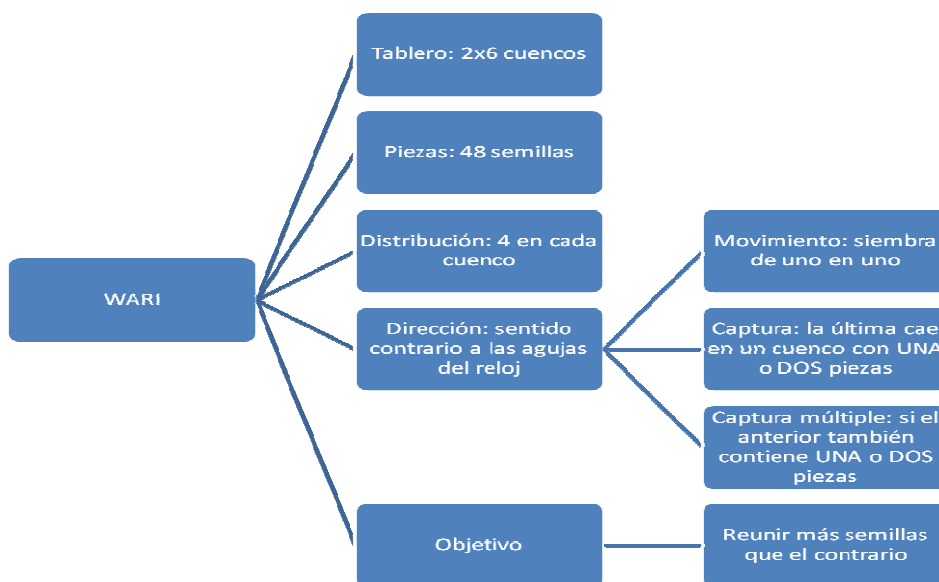 WARI
Tablero: 2x6 cuencos
Piezas: 48 semillas
Distribución: 4 en cada
cuenco
Dirección: sentido
contrario a las agujas
del reloj
Movimiento: siembra
de uno en uno
Captura: la última cae
en un cuenco con UNA
o DOS piezas
Captura múltiple: si el
anterior también
contiene UNA o DOS
piezas
Objetivo
Reunir más semillas
que el contrario